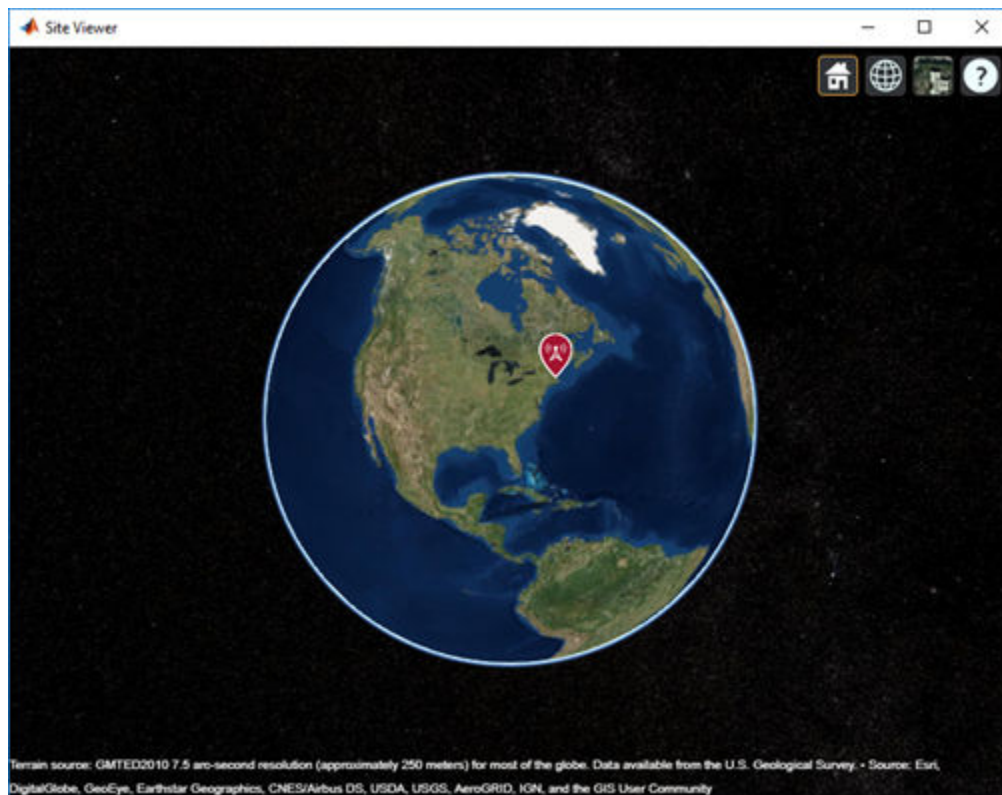 Site Viewer
?
Terrain source: GMTED2010 7.5 arc-second resolution (approximately 250 meters) for most of the globe. Data available from the U.S. Geological Survey. • Source: Esri,
DigitalGlobe, GeoEye, Earthstar Geographics, CNES/Airbus DS, USDA, USGS, AeroGRID, IGN, and the GIS User Community